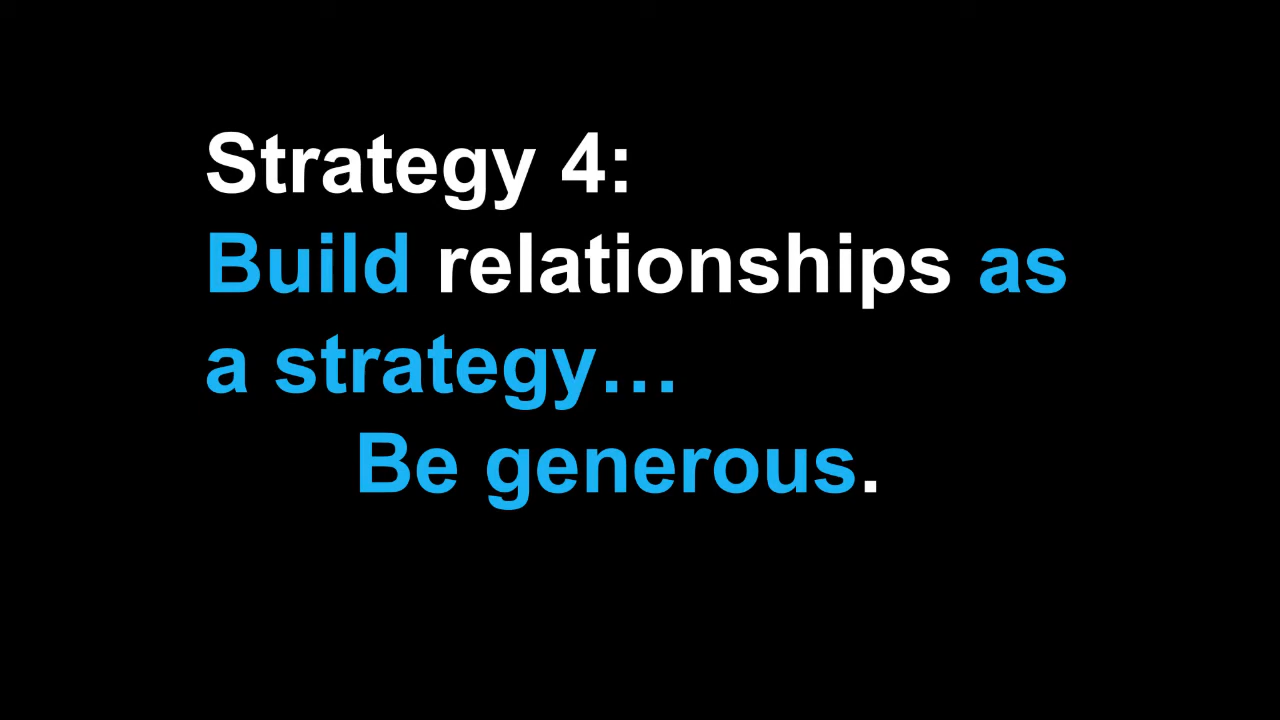 Strategy 4:
Build relationships as
a strategy…
Be generous.